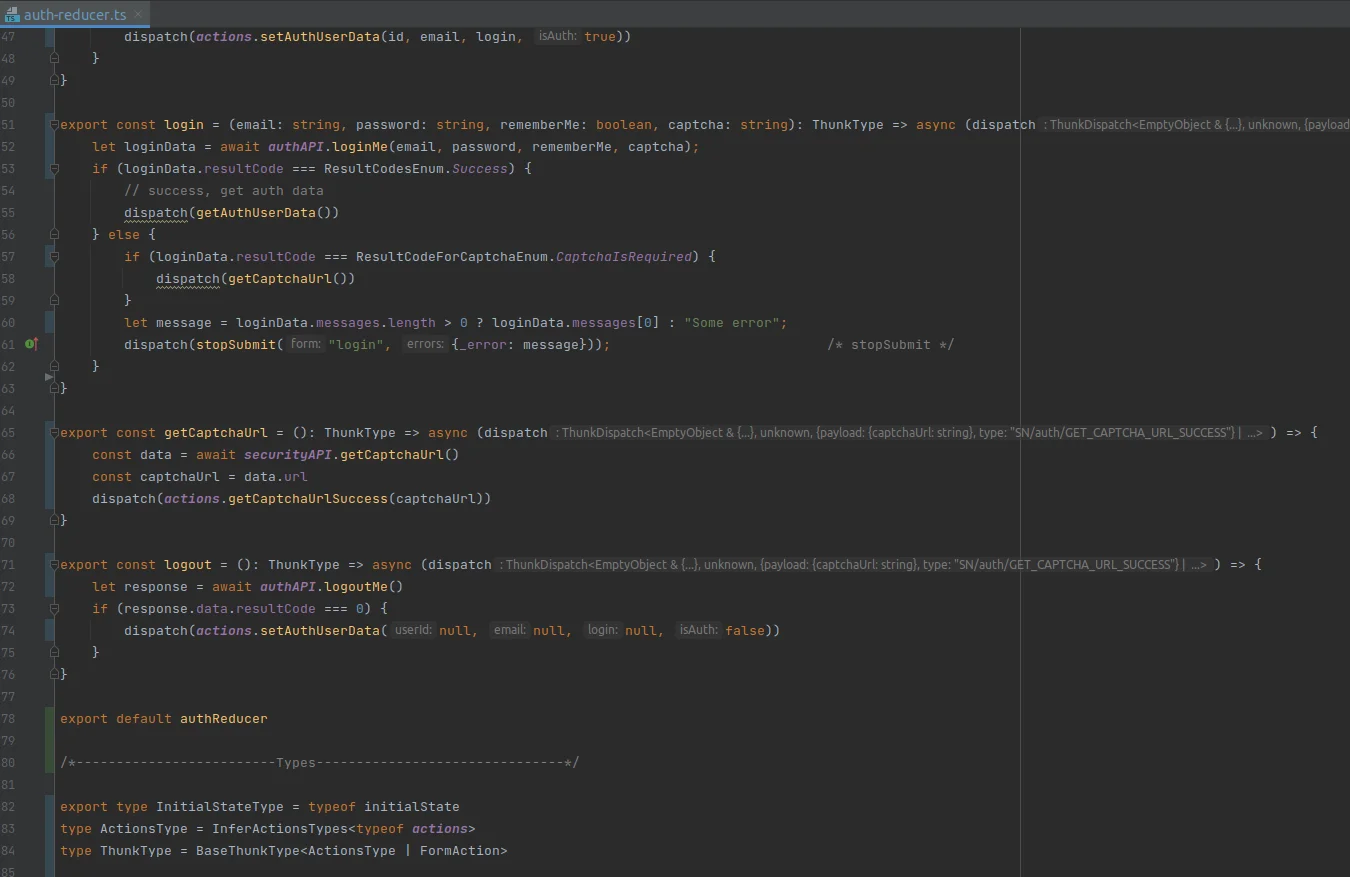 auth-reducer.ts
47 dispatch(actions.setAuthUserData(id, email, login, isAuth: true))
48 }
49 }
50
51 export const login = (email: string, password: string, rememberMe: boolean, captcha: string): ThunkType => async (dispatch : ThunkDispatch<EmptyObject & {...}, unknown, {payload
52 let loginData = await authAPI.loginMe(email, password, rememberMe, captcha);
53 if (loginData.resultCode === ResultCodesEnum.Success) {
54 // success, get auth data
55 dispatch(getAuthUserData())
56 } else {
57 if (loginData.resultCode === ResultCodeForCaptchaEnum.CaptchaIsRequired) {
58 dispatch(getCaptchaUrl())
59 }
60 let message = loginData.messages.length > 0 ? loginData.messages[0] : "Some error";
61 dispatch(stopSubmit( form: "login", errors: {_error: message})); /* stopSubmit */
62 }
63 }
64
65 export const getCaptchaUrl = (): ThunkType => async (dispatch : ThunkDispatch<EmptyObject & {...}, unknown, {payload: {captchaUrl: string}, type: "SN/auth/GET_CAPTCHA_URL_SUCCESS"} | ...> ) => {
66 const data = await securityAPI.getCaptchaUrl()
67 const captchaUrl = data.url
68 dispatch(actions.getCaptchaUrlSuccess(captchaUrl))
69 }
70
71 export const logout = (): ThunkType => async (dispatch : ThunkDispatch<EmptyObject & {...}, unknown, {payload: {captchaUrl: string}, type: "SN/auth/GET_CAPTCHA_URL_SUCCESS"} | ...> ) => {
72 let response = await authAPI.logoutMe()
73 if (response.data.resultCode === 0) {
74 dispatch(actions.setAuthUserData( userId: null, email: null, login: null, isAuth: false))
75 }
76 }
77
78 export default authReducer
79
80 /*-------------------------Types-------------------------------*/
81
82 export type InitialStateType = typeof initialState
83 type ActionsType = InferActionsTypes<typeof actions>
84 type ThunkType = BaseThunkType<ActionsType | FormAction>
85